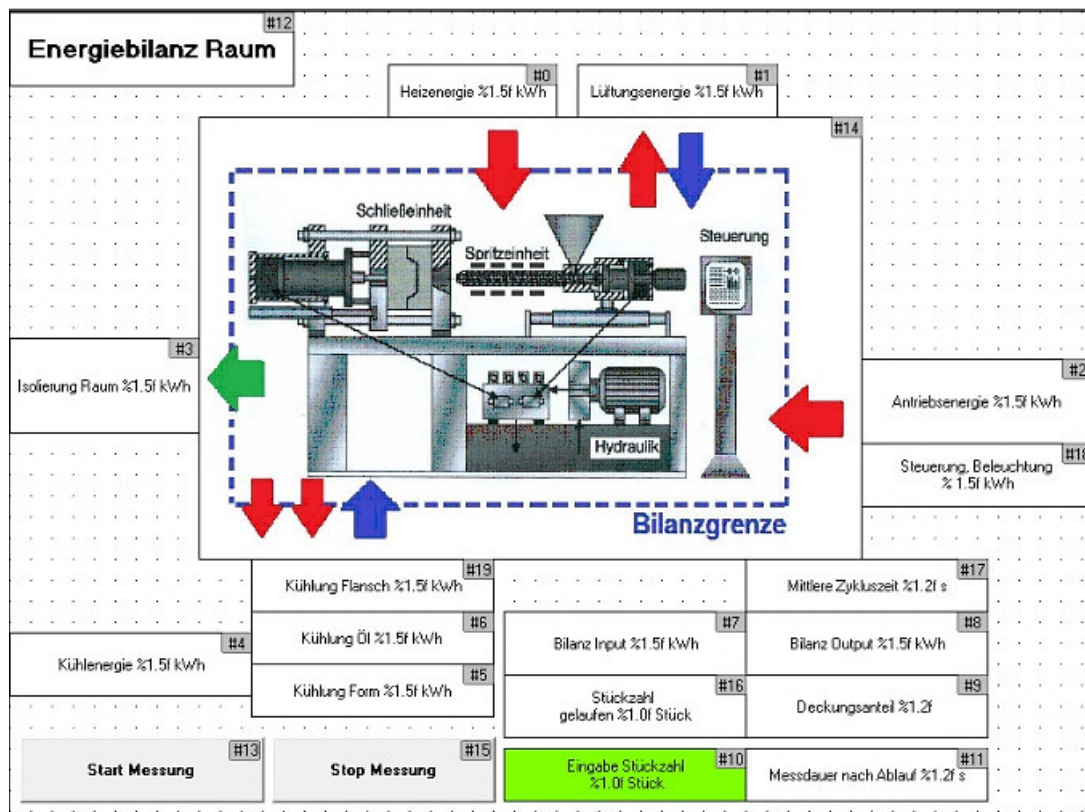 #12
Energiebilanz Raum
#0
Heizenergie %1.5f kWh
#1
Lüftungsenergie %1.5f kWh
#14
Schließeinheit
Spritzeinheit
Steuerung
#3
Isolierung Raum %1.5f kWh
#2
Antriebsenergie %1.5f kWh
Hydraulik
#18
Steuerung, Beleuchtung
% 1.5f kWh
Bilanzgrenze
#19
Kühlung Flansch %1.5f kWh
#17
Mittlere Zykluszeit %1.2f s
#4
Kühlenergie %1.5f kWh
#6
Kühlung Öl %1.5f kWh
#7
Bilanz Input %1.5f kWh
#8
Bilanz Output %1.5f kWh
#5
Kühlung Form %1.5f kWh
#16
Stückzahl
gelaufen %1.0f Stück
#9
Deckungsanteil %1.2f
#13
Start Messung
#15
Stop Messung
#10
Eingabe Stückzahl
%1.0f Stück
#11
Messdauer nach Ablauf %1.2f s